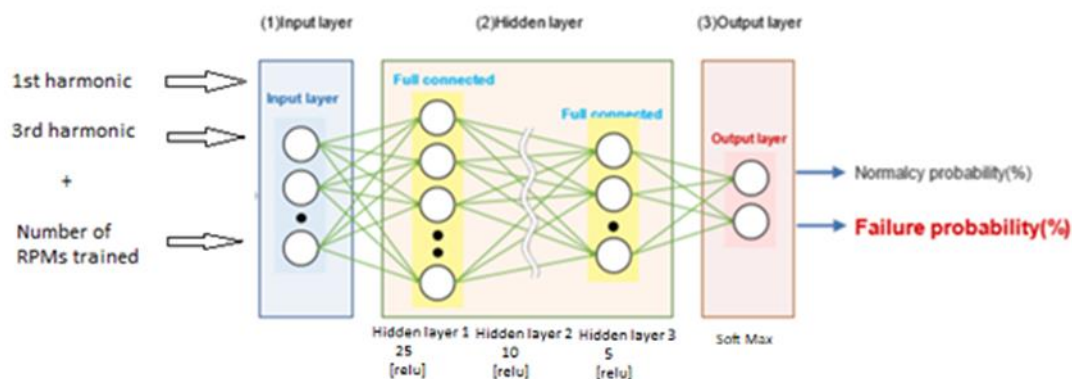 (1)Input layer
(2)Hidden layer
(3)Output layer
1st harmonic
3rd harmonic
+
Number of
RPMs trained
Input layer
Full connected
Full connected
Output layer
Normalcy probability(%)
Failure probability(%)
Hidden layer 1
25
[relu]
Hidden layer 2
10
[relu]
Hidden layer 3
5
[relu]
Soft Max